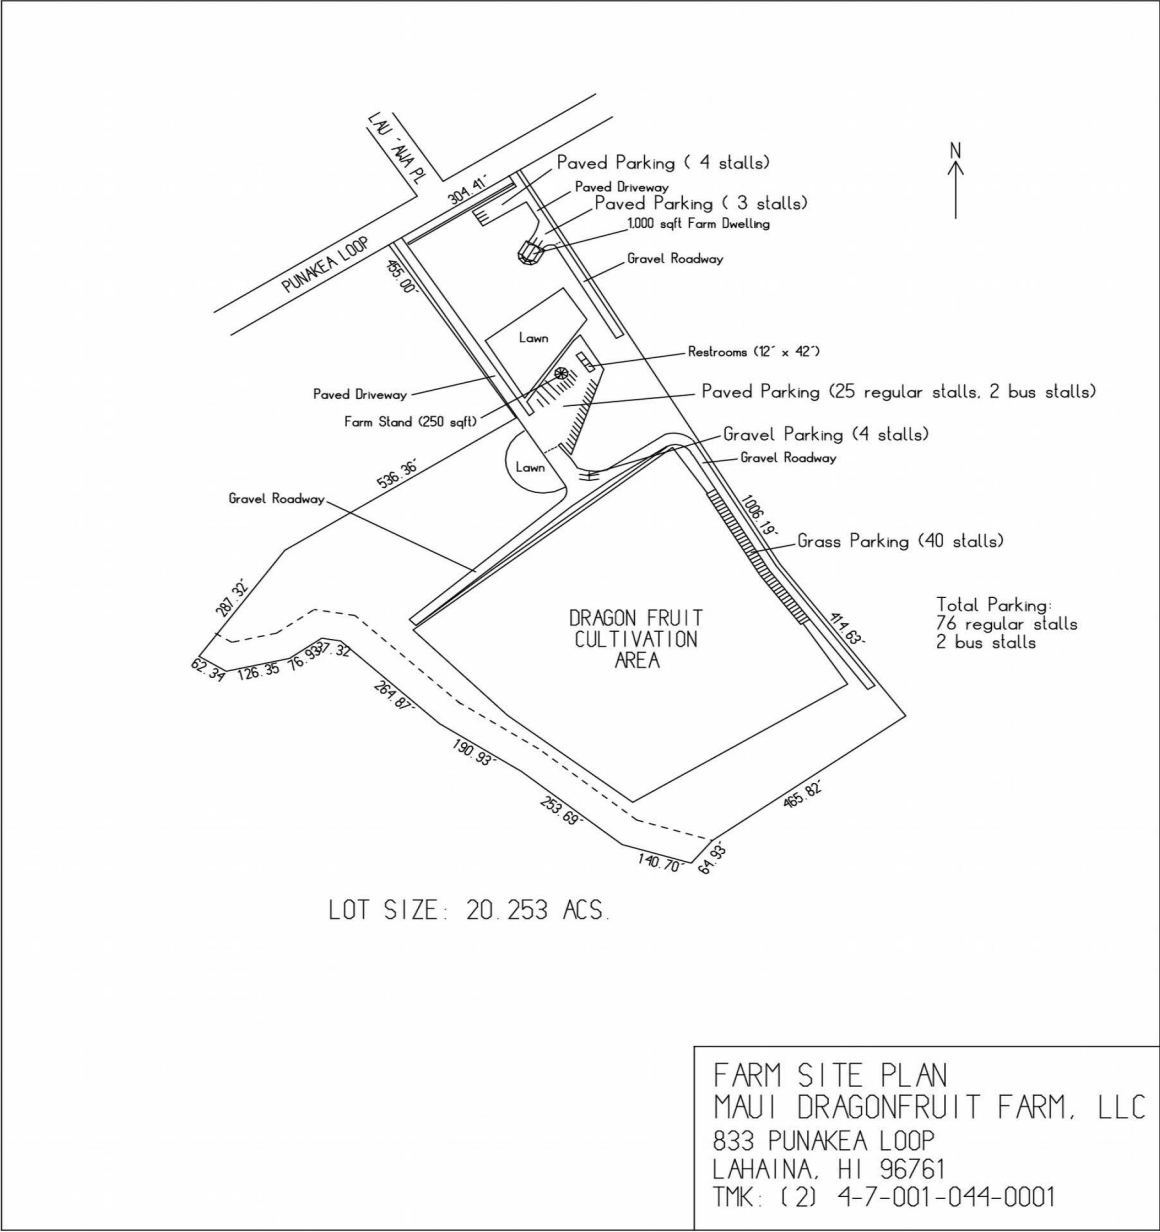 LAU 'AWA PL
N
Paved Parking ( 4 stalls)
304.41'
Paved Driveway
Paved Parking ( 3 stalls)
1,000 sqft Farm Dwelling
PUNAKEA LOOP
455.00'
Gravel Roadway
Lawn
Restrooms (12' x 42')
Paved Driveway
Paved Parking (25 regular stalls, 2 bus stalls)
Farm Stand (250 sqft)
Gravel Parking (4 stalls)
Gravel Roadway
Lawn
536.36'
Gravel Roadway
1006.19'
Grass Parking (40 stalls)
287.32'
Total Parking:
76 regular stalls
2 bus stalls
DRAGON FRUIT
CULTIVATION
AREA
414.63'
62.34
126.35
76.93
37.32
264.87'
190.93'
253.69'
465.82'
140.70'
64.93'
LOT SIZE: 20.253 ACS.
FARM SITE PLAN
MAUI DRAGONFRUIT FARM, LLC
833 PUNAKEA LOOP
LAHAINA, HI 96761
TMK: (2) 4-7-001-044-0001